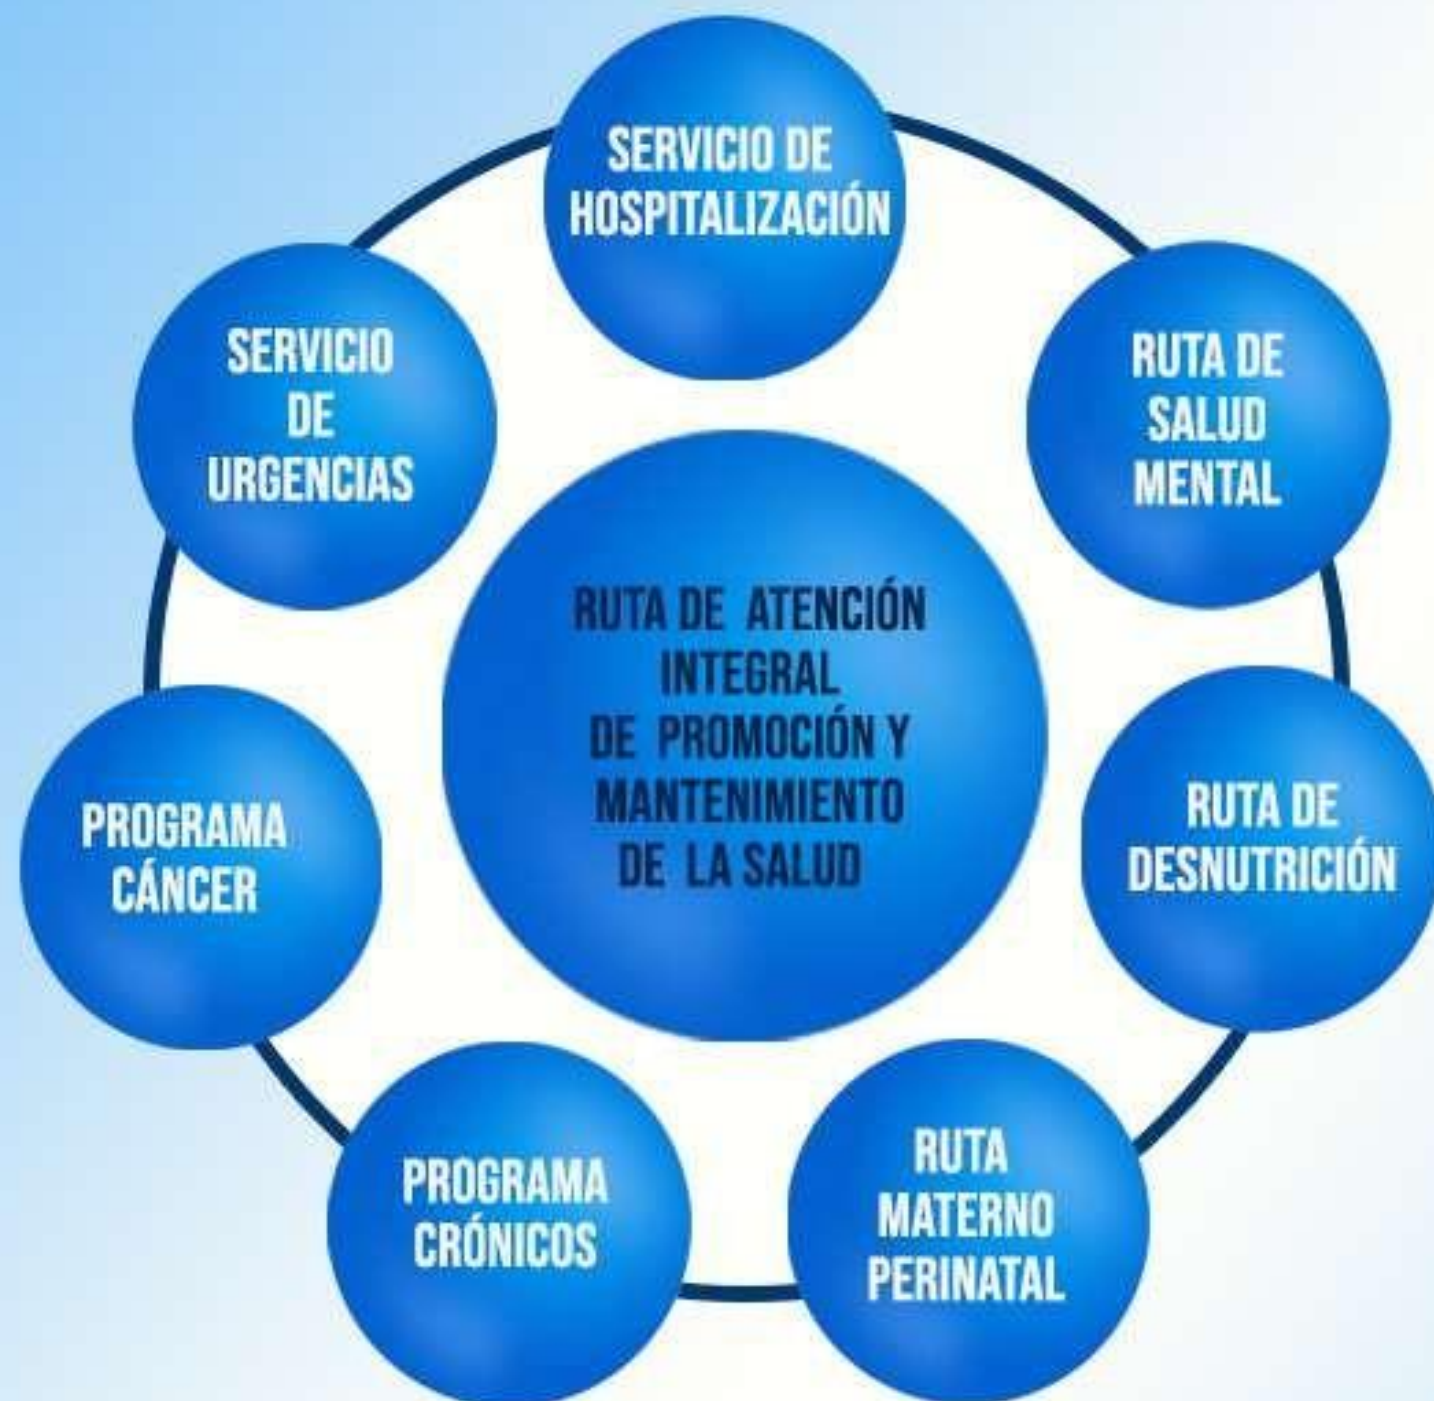 SERVICIO DE
HOSPITALIZACIÓN
RUTA DE
SALUD
MENTAL
RUTA DE
DESNUTRICIÓN
RUTA
MATERNO
PERINATAL
PROGRAMA
CRÓNICOS
PROGRAMA
CÁNCER
SERVICIO
DE
URGENCIAS
RUTA DE ATENCIÓN
INTEGRAL
DE PROMOCIÓN Y
MANTENIMIENTO
DE LA SALUD